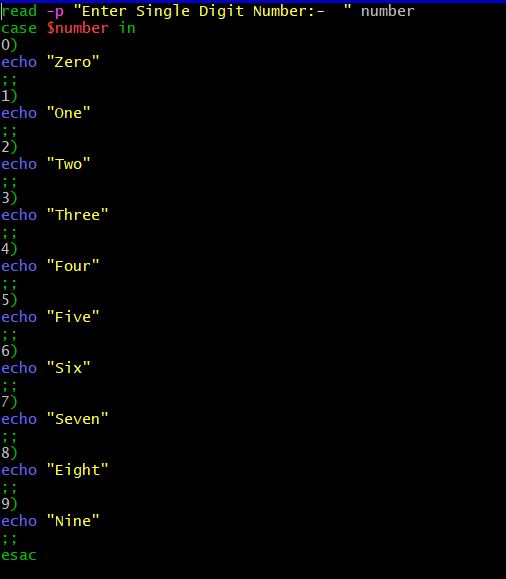 read -p "Enter Single Digit Number:-  " number
case $number in
0)
echo "Zero"
;;
1)
echo "One"
;;
2)
echo "Two"
;;
3)
echo "Three"
;;
4)
echo "Four"
;;
5)
echo "Five"
;;
6)
echo "Six"
;;
7)
echo "Seven"
;;
8)
echo "Eight"
;;
9)
echo "Nine"
;;
esac